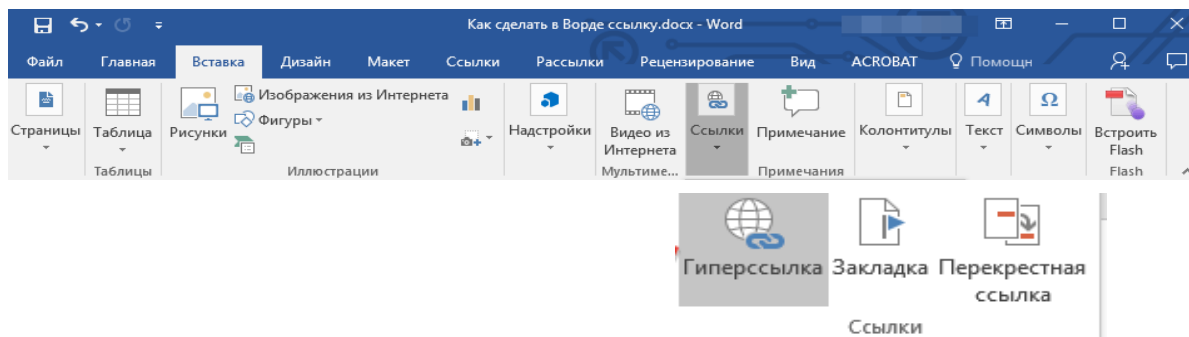 Как сделать в Ворде ссылку.docx - Word
Файл Главная Вставка Дизайн Макет Ссылки Рассылки Рецензирование Вид ACROBAT Помощн
Страницы Таблица Рисунки Изображения из Интернета Фигуры Надстройки Видео из Интернета Ссылки Примечание Колонтитулы Текст Символы Встроить Flash
Таблицы Иллюстрации Мультиме... Примечания Flash
Гиперссылка Закладка Перекрестная
ссылка
Ссылки